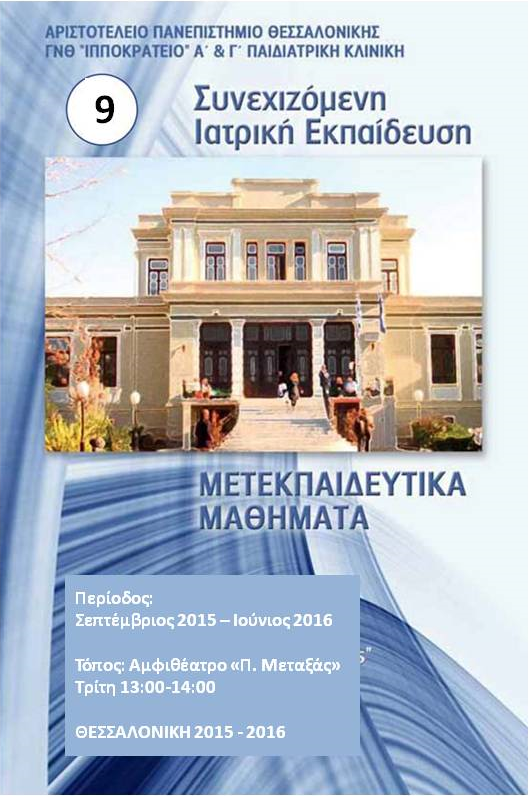 ΑΡΙΣΤΟΤΕΛΕΙΟ ΠΑΝΕΠΙΣΤΗΜΙΟ ΘΕΣΣΑΛΟΝΙΚΗΣ
ΓΝΘ "ΙΠΠΟΚΡΑΤΕΙΟ" Α΄ & Γ΄ ΠΑΙΔΙΑΤΡΙΚΗ ΚΛΙΝΙΚΗ
9
Συνεχιζόμενη
Ιατρική Εκπαίδευση
ΜΕΤΕΚΠΑΙΔΕΥΤΙΚΑ
ΜΑΘΗΜΑΤΑ
Περίοδος:
Σεπτέμβριος 2015 – Ιούνιος 2016
Τόπος: Αμφιθέατρο «Π. Μεταξάς»
Τρίτη 13:00-14:00
ΘΕΣΣΑΛΟΝΙΚΗ 2015 - 2016